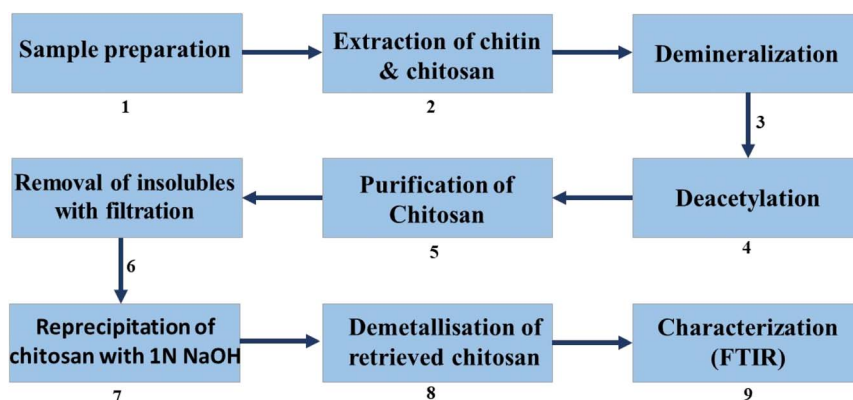 Sample preparation
1
Extraction of chitin
& chitosan
2
Demineralization
3
Deacetylation
4
Purification of
Chitosan
5
Removal of insolubles
with filtration
6
Reprecipitation of
chitosan with 1N NaOH
7
Demetallisation of
retrieved chitosan
8
Characterization
(FTIR)
9